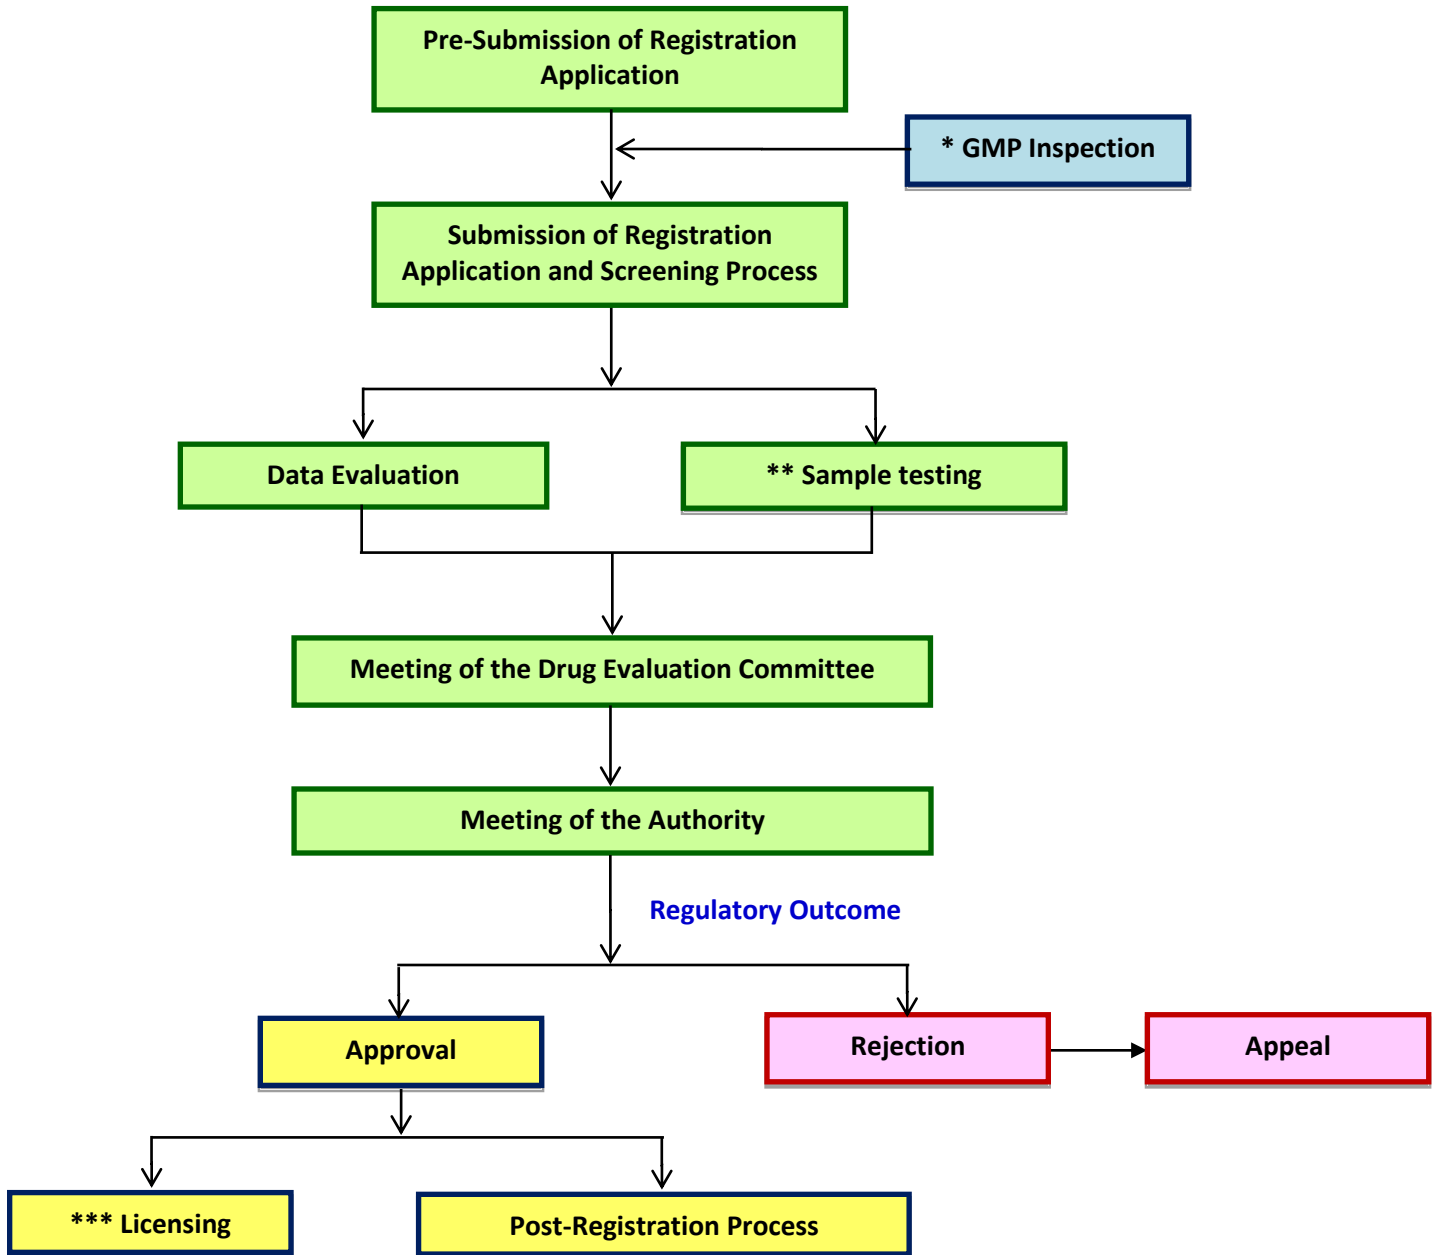 Pre-Submission of Registration
Application
* GMP Inspection
Submission of Registration
Application and Screening Process
Data Evaluation
** Sample testing
Meeting of the Drug Evaluation Committee
Meeting of the Authority
Regulatory Outcome
Approval
Rejection
Appeal
*** Licensing
Post-Registration Process